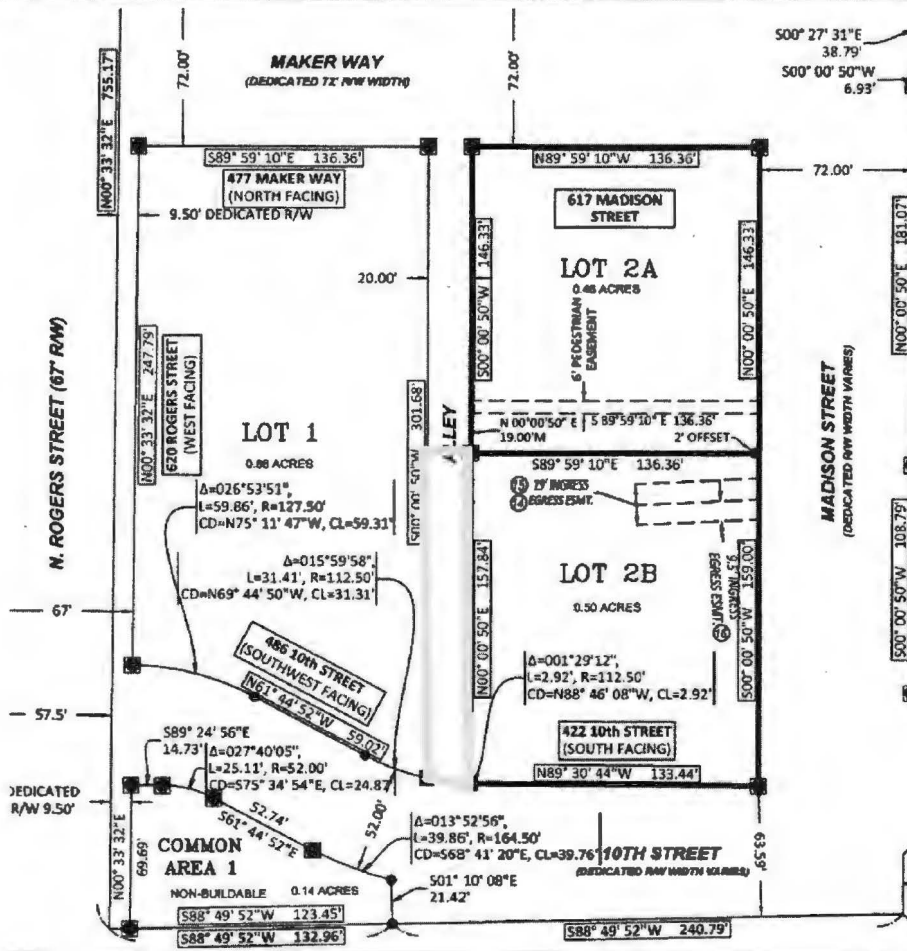 S00° 27' 31"E
38.79'
S00° 00' 50"W
6.93'
N00° 33' 32"E 755.17'
72.00'
MAKER WAY
(DEDICATED 72' R/W WIDTH)
72.00'
S89° 59' 10"E 136.36'
477 MAKER WAY
(NORTH FACING)
9.50' DEDICATED R/W
N89° 59' 10"W 136.36'
617 MADISON
STREET
72.00'
20.00'
S00° 00' 50"W 146.33'
LOT 2A
0.46 ACRES
N00° 00' 50"E 146.33'
N00° 00' 50"E 181.07'
6' PEDESTRIAN
EASEMENT
N. ROGERS STREET (67' R/W)
N00° 33' 32"E 247.79'
620 ROGERS STREET
(WEST FACING)
LOT 1
0.88 ACRES
S00° 00' 50"W 301.68'
LLEY
N 00°00'50" E
19.00'M
S 89°59'10" E 136.36'
2' OFFSET
MADISON STREET
(DEDICATED R/W WIDTH VARIES)
S89° 59' 10"E 136.36'
Δ=026°53'51",
L=59.86', R=127.50'
CD=N75° 11' 47"W, CL=59.31'
15 19' INGRESS
EGRESS ESMT.
9.5' INGRESS
EGRESS ESMT. 16
Δ=015°59'58",
L=31.41', R=112.50'
CD=N69° 44' 50"W, CL=31.31'
N00° 00' 50"E 157.84'
LOT 2B
0.50 ACRES
S00° 00' 50"W 159.00'
S00° 00' 50"W 108.79'
67'
486 10th STREET
(SOUTHWEST FACING)
N61° 44' 52"W 59.02'
Δ=001°29'12",
L=2.92', R=112.50'
CD=N88° 46' 08"W, CL=2.92'
57.5'
422 10th STREET
(SOUTH FACING)
N89° 30' 44"W 133.44'
S89° 24' 56"E
14.73'
Δ=027°40'05",
L=25.11', R=52.00'
CD=S75° 34' 54"E, CL=24.87'
DEDICATED
R/W 9.50'
N00° 33' 32"E
69.69'
52.74'
S61° 44' 52"E
52.00'
Δ=013°52'56",
L=39.86', R=164.50'
CD=S68° 41' 20"E, CL=39.76'
10TH STREET
(DEDICATED R/W WIDTH VARIES)
63.59'
COMMON
AREA 1
NON-BUILDABLE 0.14 ACRES
S01° 10' 08"E
21.42'
S88° 49' 52"W 123.45'
S88° 49' 52"W 132.96'
S88° 49' 52"W 240.79'